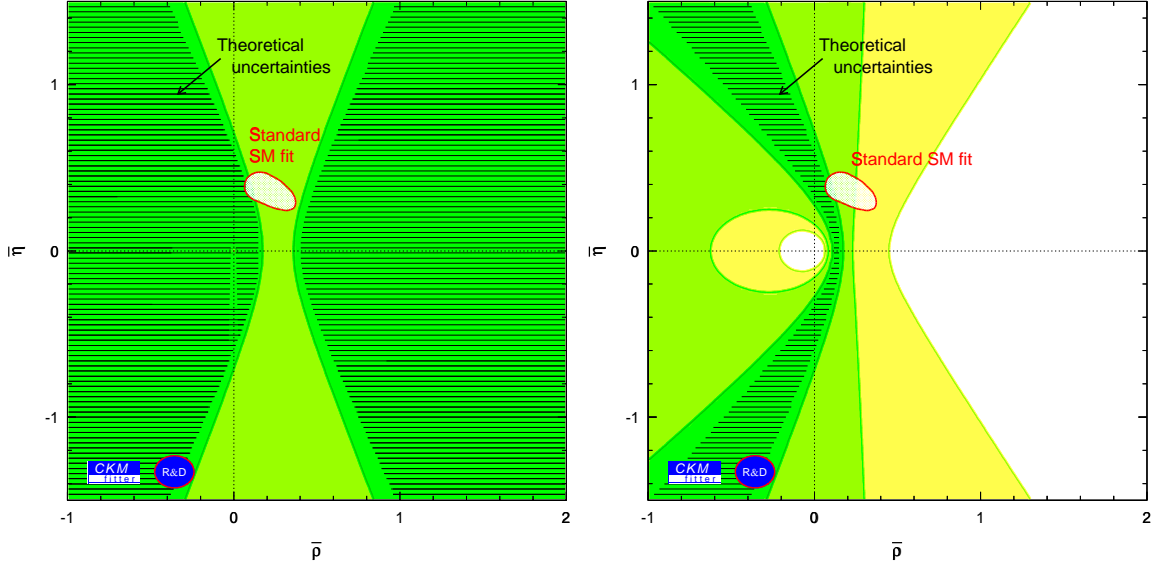 Theoretical
uncertainties
Standard
SM fit
CKM
fitter
R&D
1
0
-1
-1
0
1
2
η̅
ρ̅
Theoretical
uncertainties
Standard SM fit
CKM
fitter
R&D
1
0
-1
-1
0
1
2
η̅
ρ̅